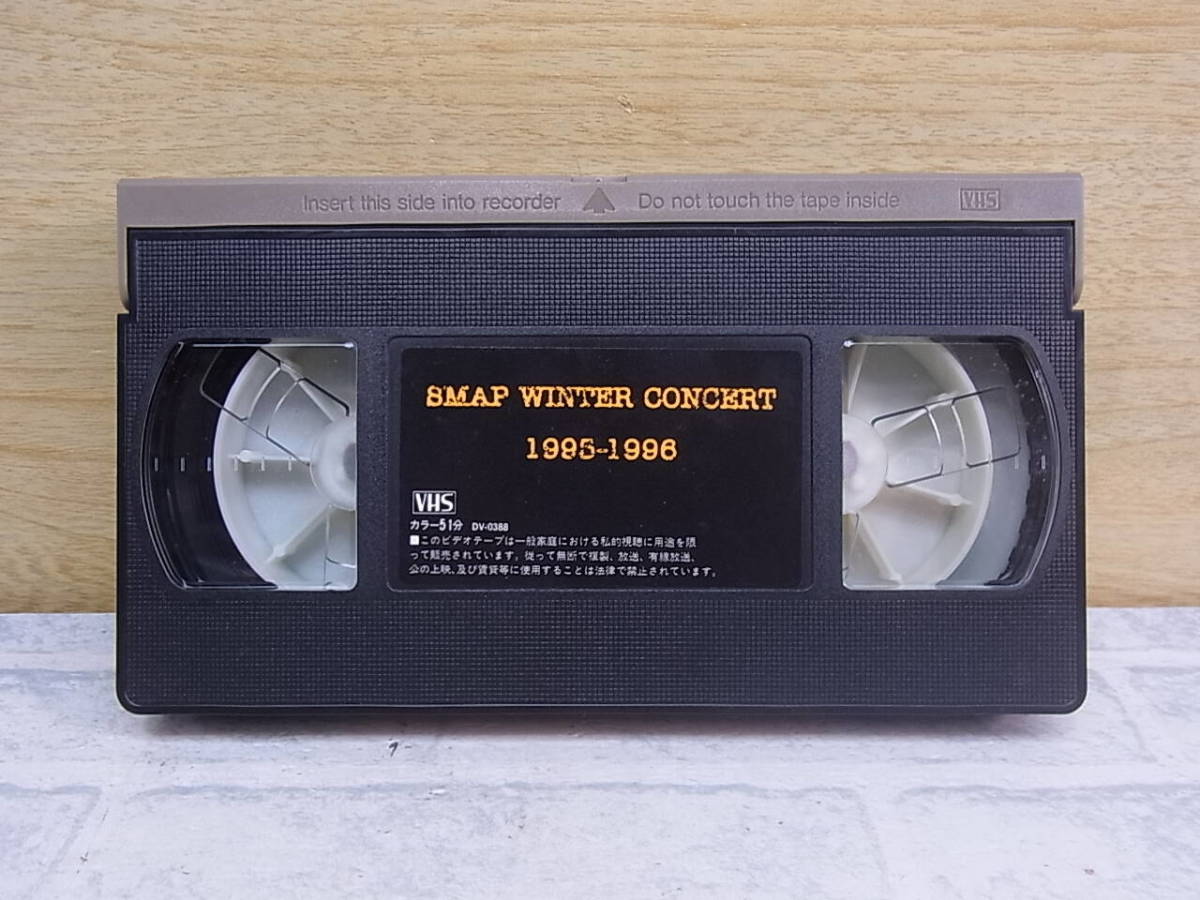 Insert this side into recorder Do not touch the tape inside VHS
SMAP WINTER CONCERT
1995-1996
VHS
カラー51分 DV-0388
■このビデオテープは一般家庭における私的視聴に用途を限
って販売されています。従って無断で複製、放送、有線放送、
公の上映、及び賃貸等に使用することは法律で禁止されています。